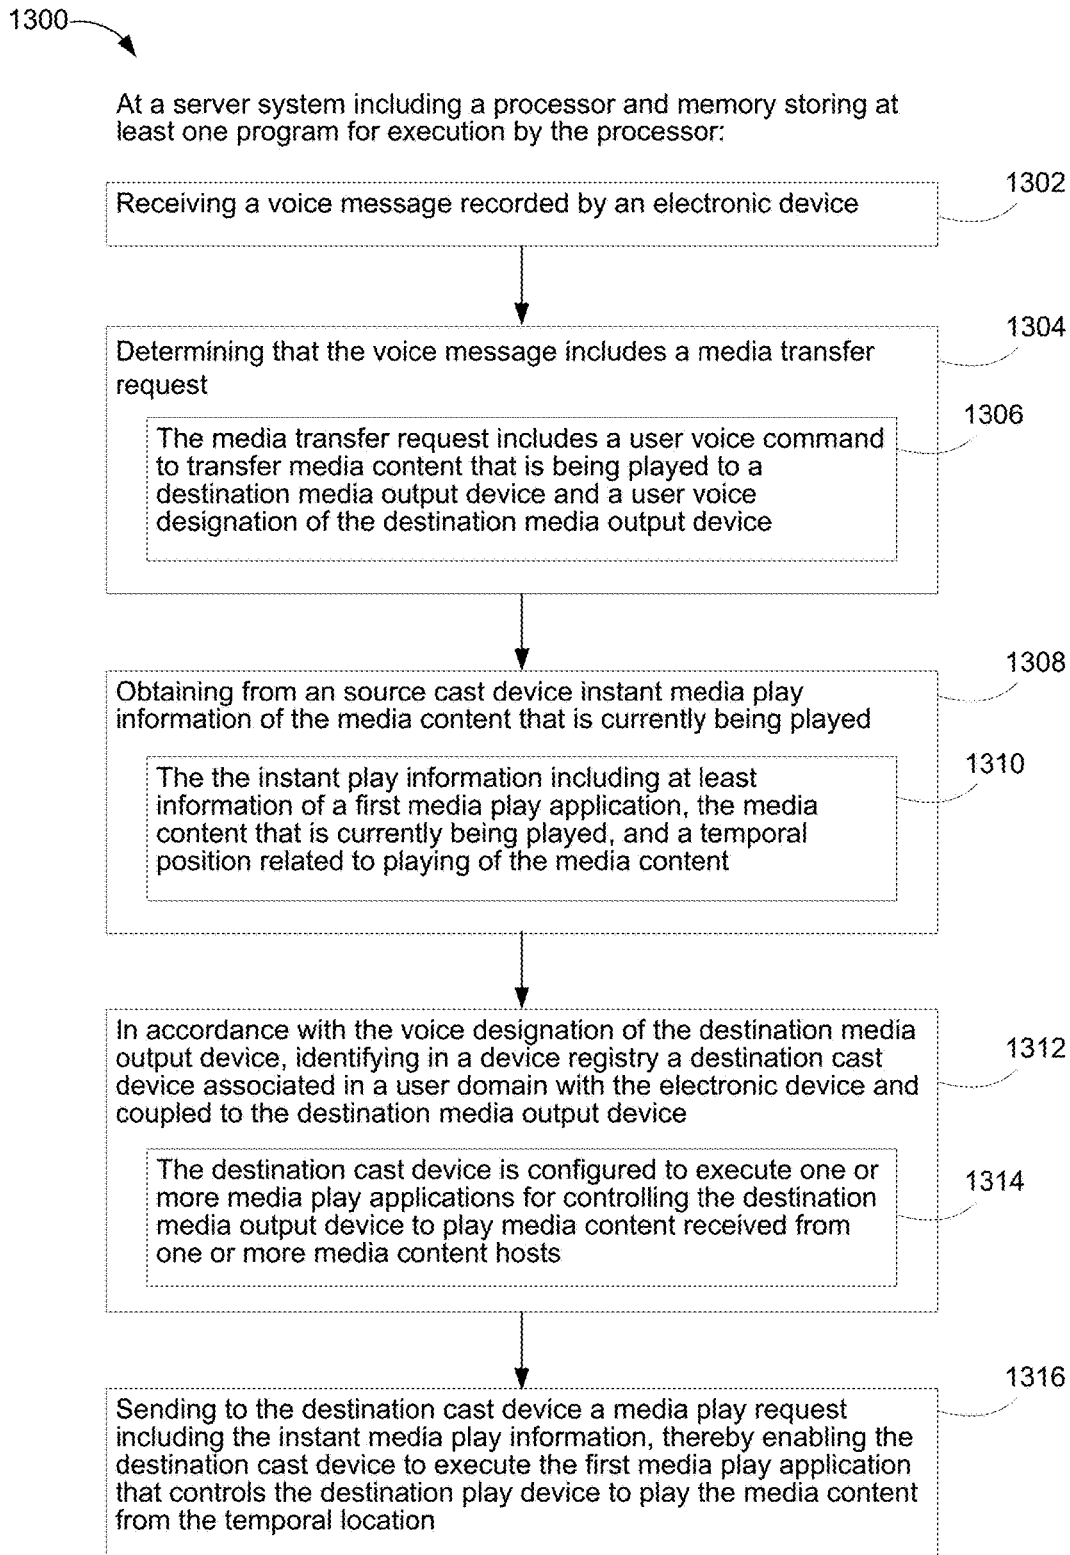 1300
At a server system including a processor and memory storing at
least one program for execution by the processor:
1302
Receiving a voice message recorded by an electronic device
1304
Determining that the voice message includes a media transfer
request
1306
The media transfer request includes a user voice command
to transfer media content that is being played to a
destination media output device and a user voice
designation of the destination media output device
1308
Obtaining from an source cast device instant media play
information of the media content that is currently being played
1310
The the instant play information including at least
information of a first media play application, the media
content that is currently being played, and a temporal
position related to playing of the media content
1312
In accordance with the voice designation of the destination media
output device, identifying in a device registry a destination cast
device associated in a user domain with the electronic device and
coupled to the destination media output device
1314
The destination cast device is configured to execute one or
more media play applications for controlling the destination
media output device to play media content received from
one or more media content hosts
1316
Sending to the destination cast device a media play request
including the instant media play information, thereby enabling the
destination cast device to execute the first media play application
that controls the destination play device to play the media content
from the temporal location